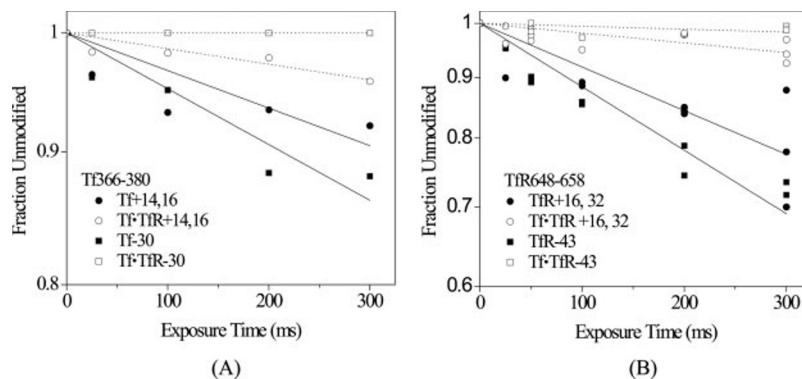 1
0.9
0.8
Fraction Unmodified
Tf366-380
Tf+14,16
Tf•TfR+14,16
Tf-30
Tf•TfR-30
0
100
200
300
Exposure Time (ms)
(A)
1
0.9
0.8
0.7
0.6
Fraction Unmodified
TfR648-658
TfR+16, 32
Tf•TfR +16, 32
TfR-43
Tf•TfR-43
0
100
200
300
Exposure Time (ms)
(B)